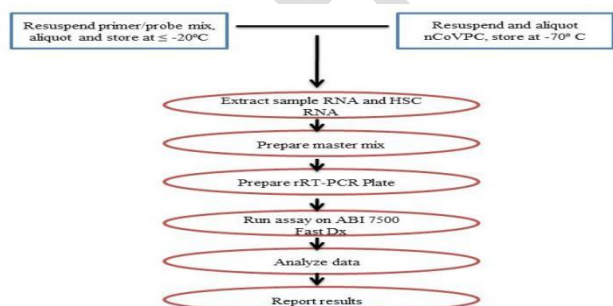 Resuspend primer/probe mix,
aliquot and store at ≤ -20°C
Resuspend and aliquot
nCoVPC, store at -70° C
Extract sample RNA and HSC
RNA
Prepare master mix
Prepare rRT-PCR Plate
Run assay on ABI 7500
Fast Dx
Analyze data
Report results